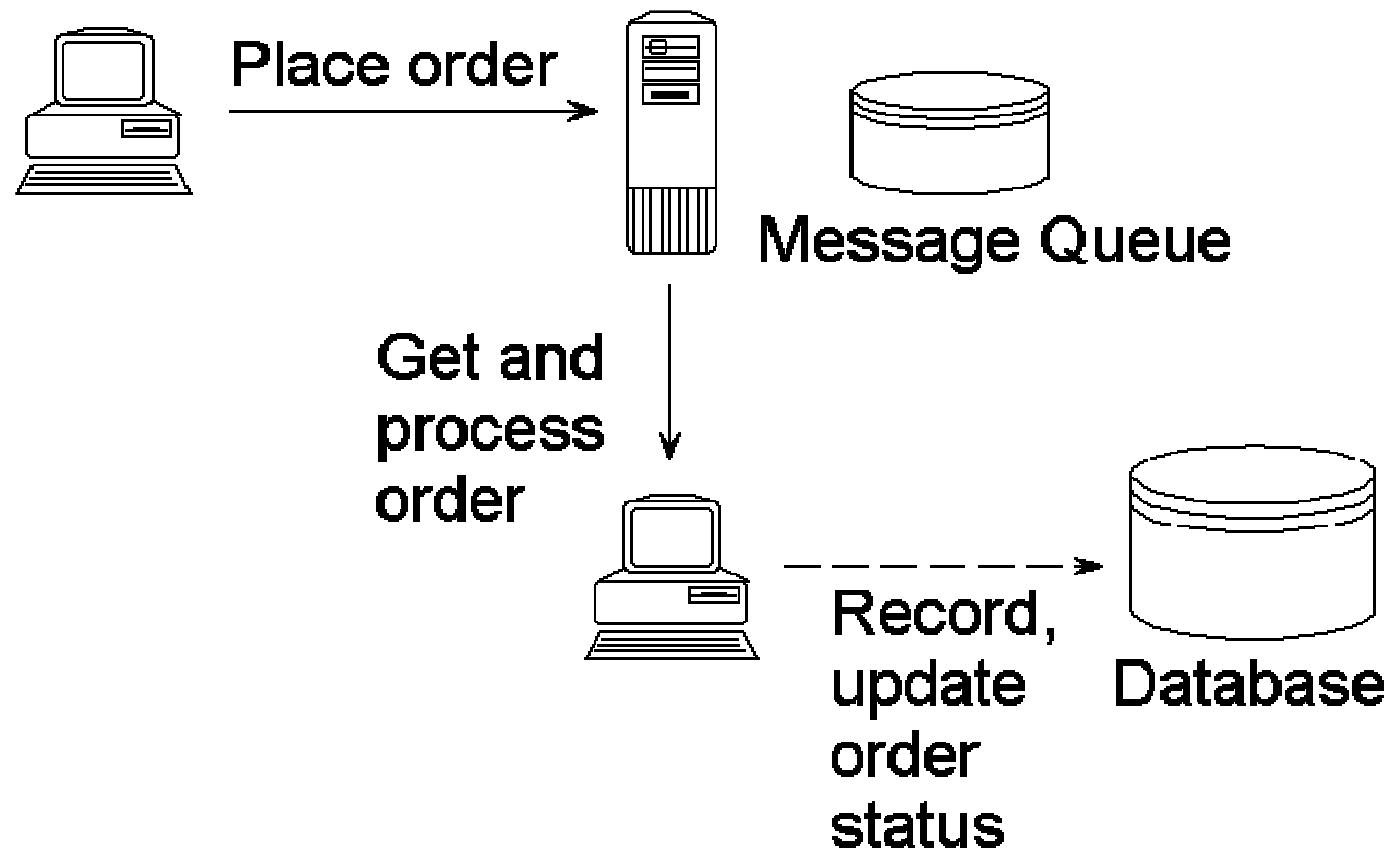 Place order
Message Queue
Get and
process
order
Record,
update
order
status
Database